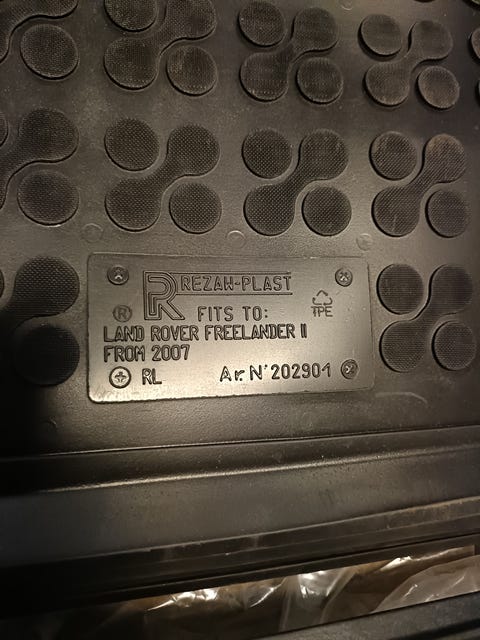 REZAW-PLAST
R
® FITS TO:
TPE
LAND ROVER FREELANDER II
FROM 2007
RL Ar.N° 202901